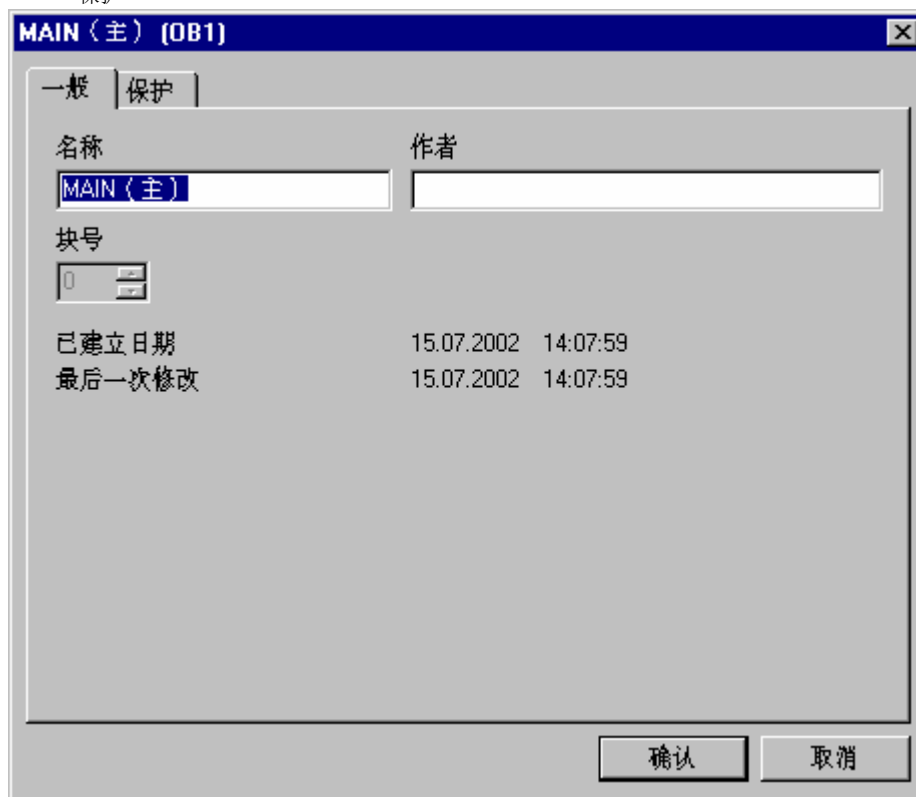 保护
MAIN（主） (OB1)
一般 保护
名称 作者
MAIN（主）
块号
0
已建立日期 15.07.2002 14:07:59
最后一次修改 15.07.2002 14:07:59
确认 取消